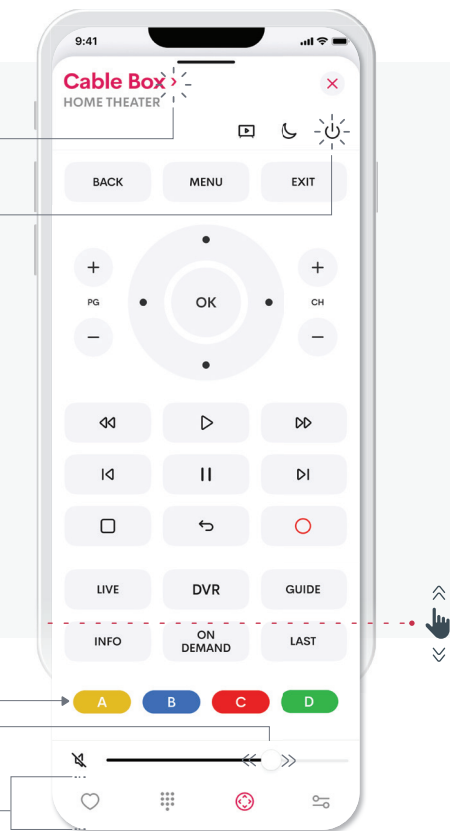 9:41
Cable Box
HOME THEATER
BACK MENU EXIT
OK
PG CH
LIVE DVR GUIDE
INFO ON DEMAND LAST
A B C D